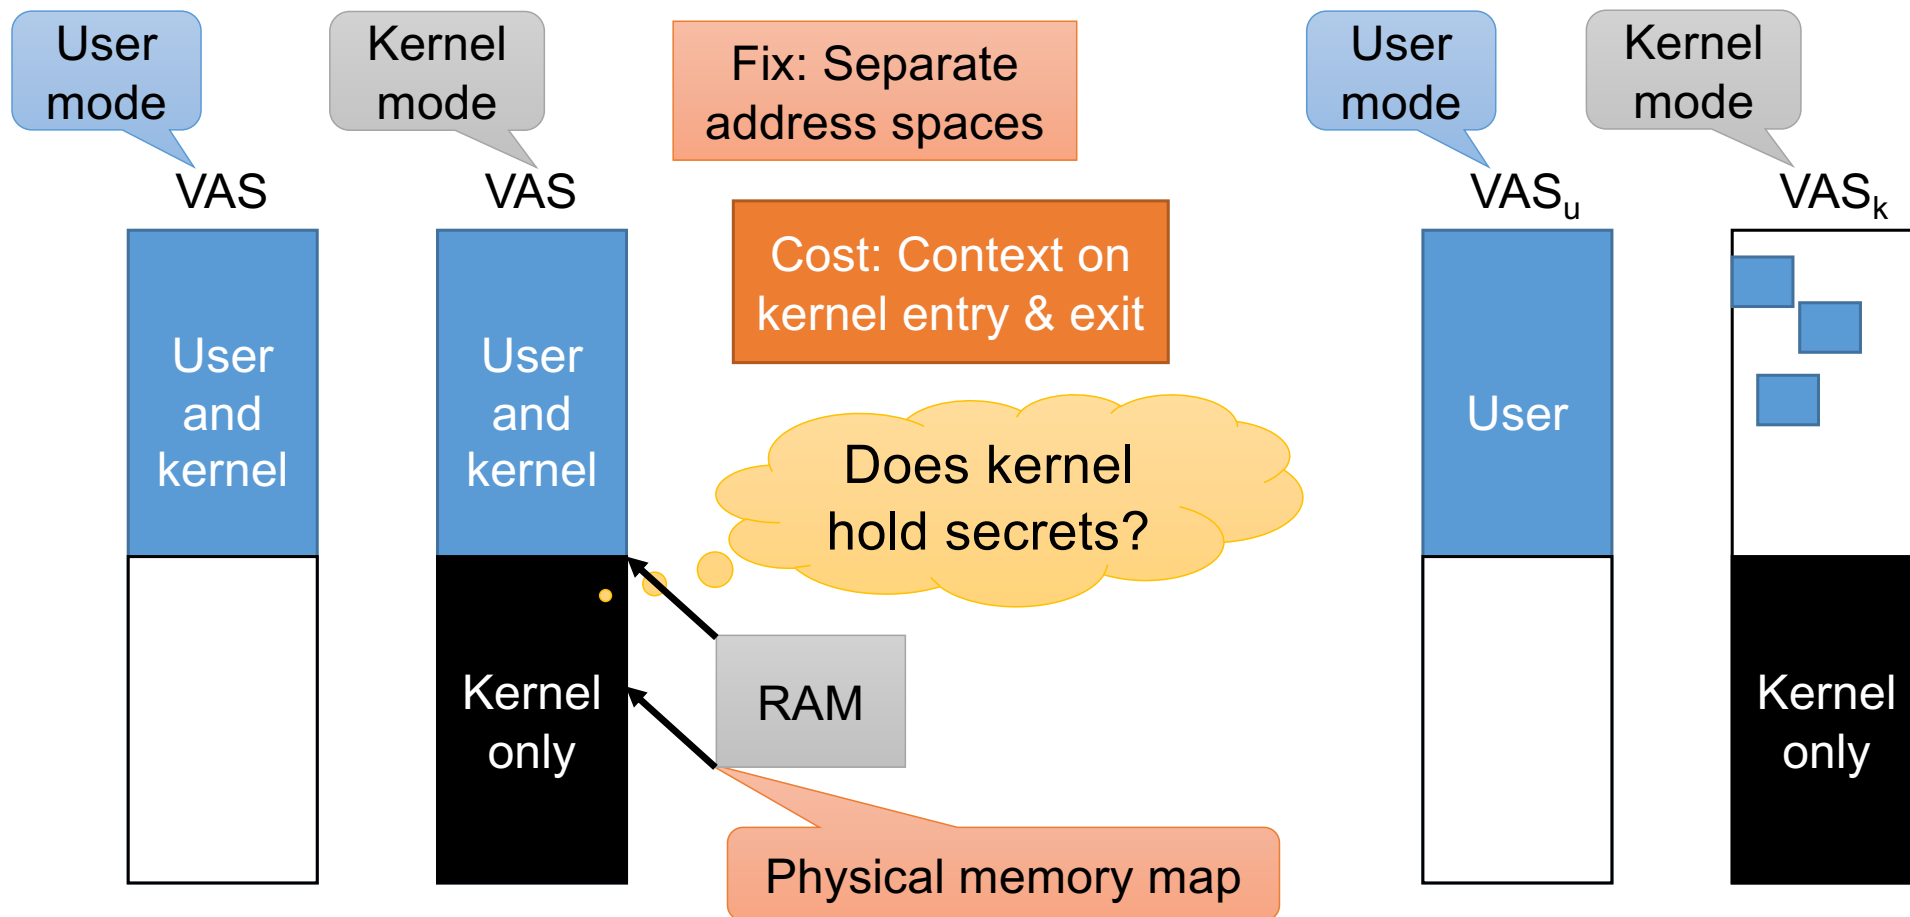 User
mode
Kernel
mode
VAS
VAS
User
and
kernel
User
and
kernel
Kernel
only
Fix: Separate
address spaces
Cost: Context on
kernel entry & exit
Does kernel
hold secrets?
RAM
Physical memory map
User
mode
Kernel
mode
VASu
VASk
User
Kernel
only